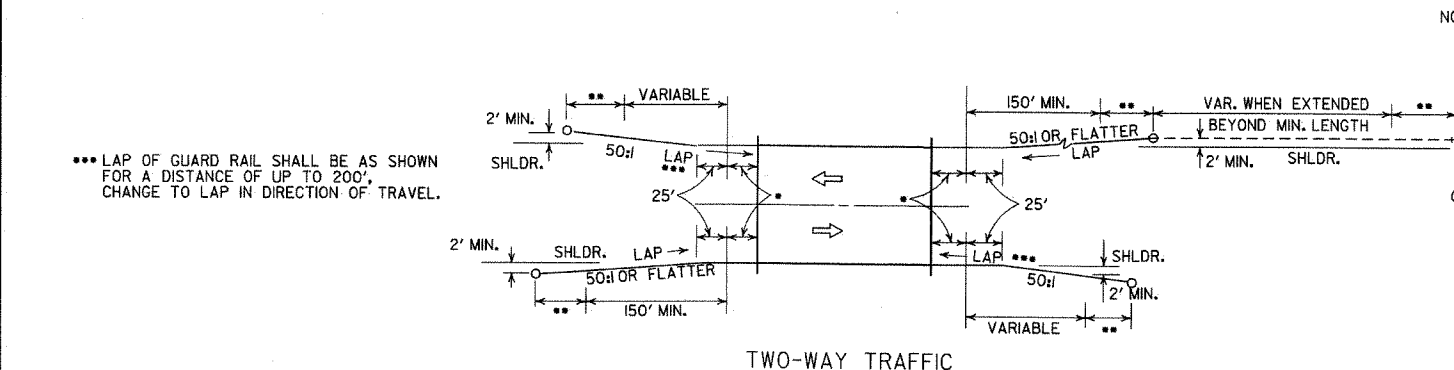 NO
** VARIABLE
150' MIN. ** VAR. WHEN EXTENDED **
BEYOND MIN. LENGTH
2' MIN.
50:1 OR FLATTER
SHLDR.
50:1
LAP
***
LAP
2' MIN.
SHLDR.
*** LAP OF GUARD RAIL SHALL BE AS SHOWN
FOR A DISTANCE OF UP TO 200',
CHANGE TO LAP IN DIRECTION OF TRAVEL.
25'
*
*
25'
2' MIN.
SHLDR.
LAP
LAP ***
SHLDR.
50:1 OR FLATTER
50:1
2' MIN.
** 150' MIN.
VARIABLE **
TWO-WAY TRAFFIC